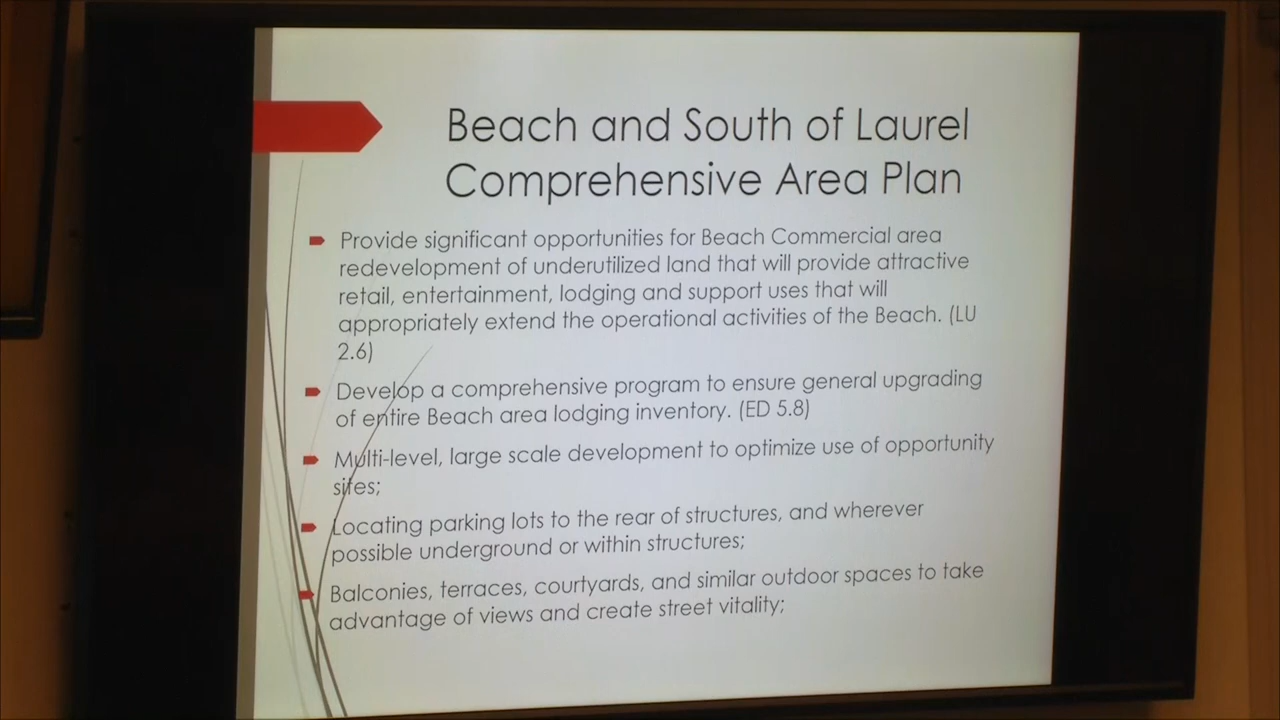 Beach and South of Laurel
Comprehensive Area Plan
Provide significant opportunities for Beach Commercial area
redevelopment of underutilized land that will provide attractive
retail, entertainment, lodging and support uses that will
appropriately extend the operational activities of the Beach. (LU
2.6)
Develop a comprehensive program to ensure general upgrading
of entire Beach area lodging inventory. (ED 5.8)
Multi-level, large scale development to optimize use of opportunity
sites;
Locating parking lots to the rear of structures, and wherever
possible underground or within structures;
Balconies, terraces, courtyards, and similar outdoor spaces to take
advantage of views and create street vitality;